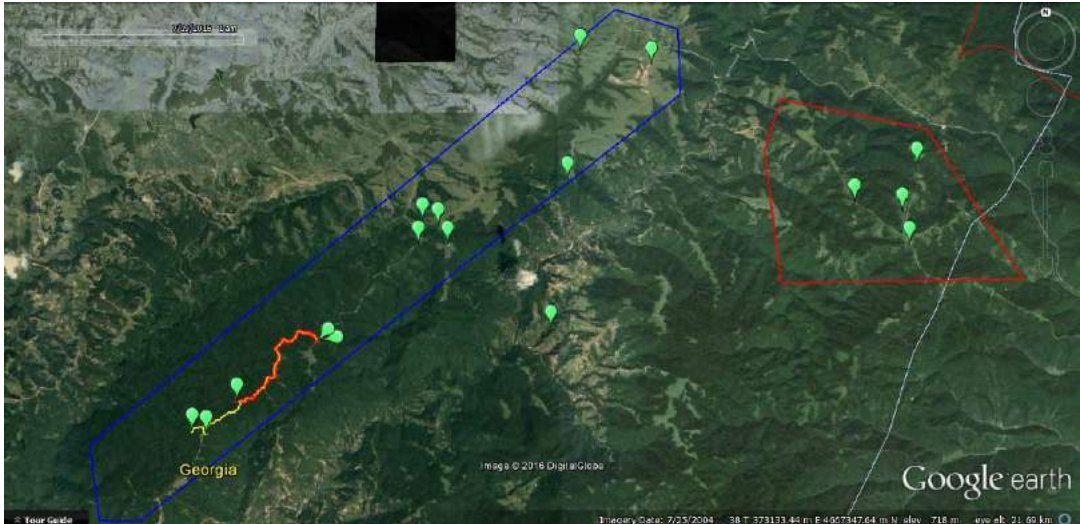 N
Georgia
Image © 2016 DigitalGlobe
Google earth
Tour Guide
Imagery Date: 7/25/2004 38 T 373133.44 m E 4667347.64 m N elev 718 m eye alt 21.69 km